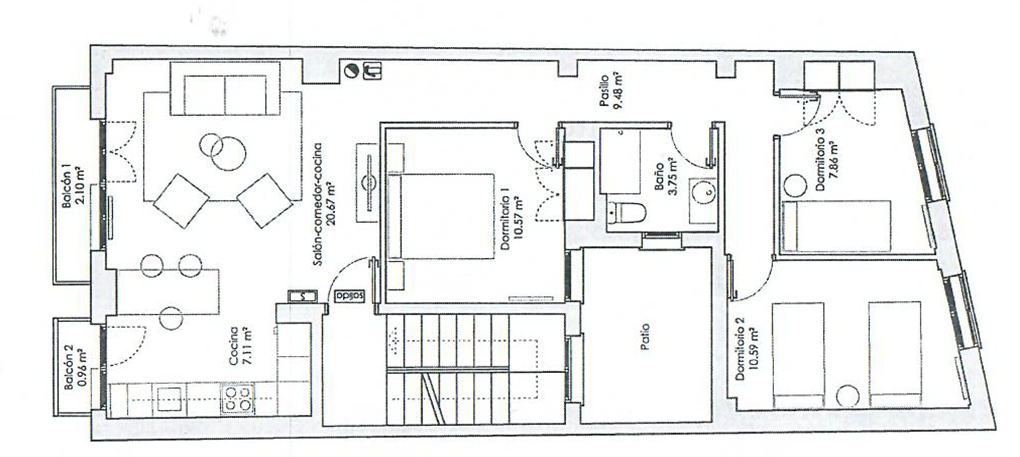 Balcón 1
2.10 m²
Balcón 2
0.96 m²
Salón-comedor-cocina
20.67 m²
Cocina
7.11 m²
S
salida
Dormitorio 1
10.57 m²
Pasillo
9.48 m²
Baño
3.75 m²
Patio
Dormitorio 3
7.86 m²
Dormitorio 2
10.59 m²